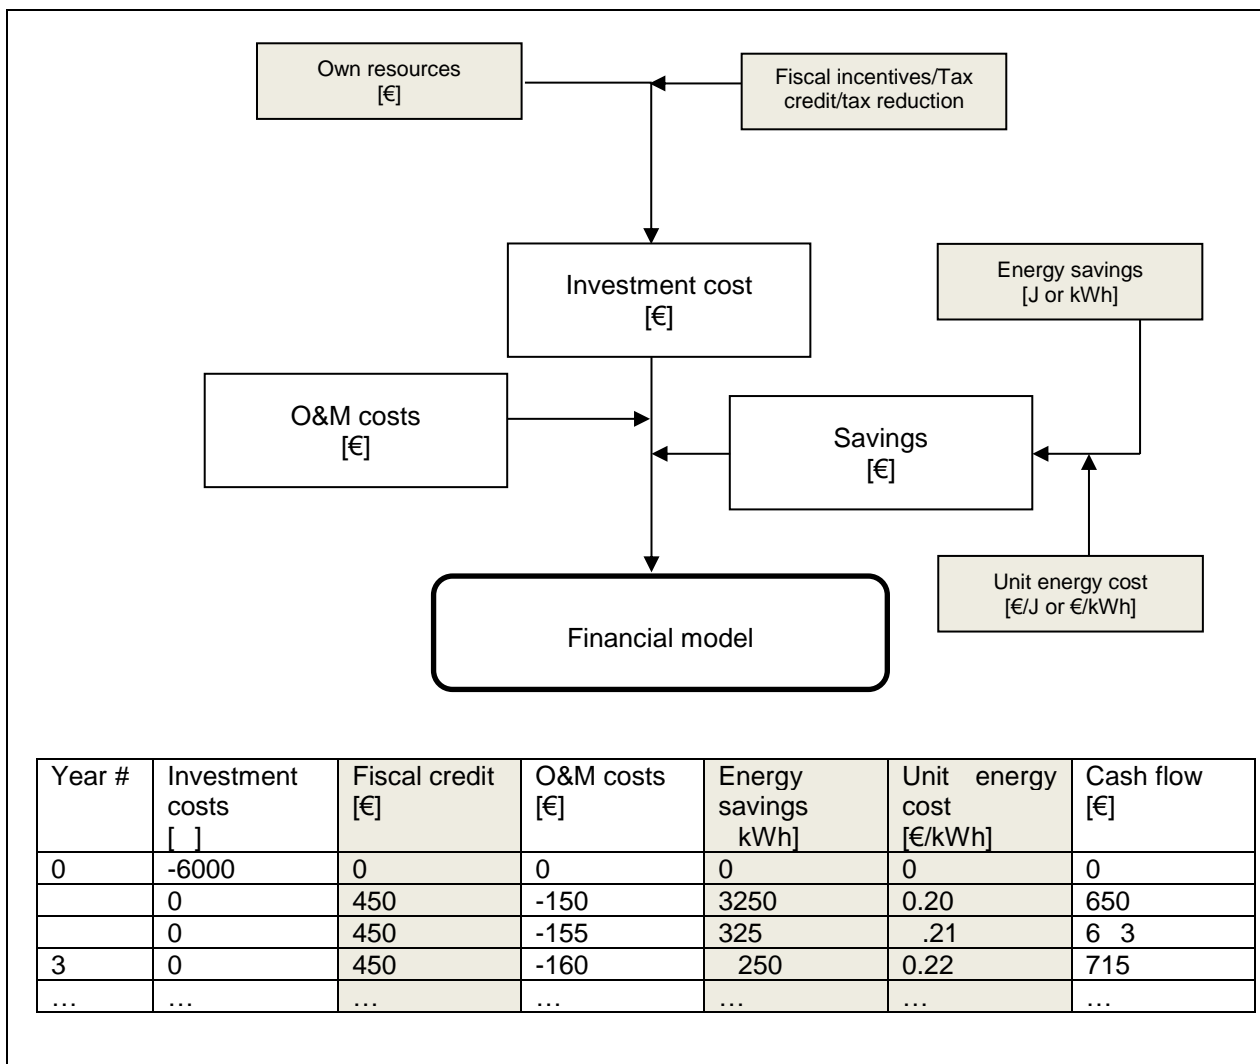 Own resources
[€]
Fiscal incentives/Tax
credit/tax reduction
Investment cost
[€]
Energy savings
[J or kWh]
O&M costs
[€]
Savings
[€]
Unit energy cost
[€/J or €/kWh]
Financial model
Year # Investment costs [ ] Fiscal credit [€] O&M costs [€] Energy savings kWh] Unit energy cost [€/kWh] Cash flow [€]
0 -6000 0 0 0 0 0
0 450 -150 3250 0.20 650
0 450 -155 325 .21 6 3
3 0 450 -160 250 0.22 715
… … … … … … …